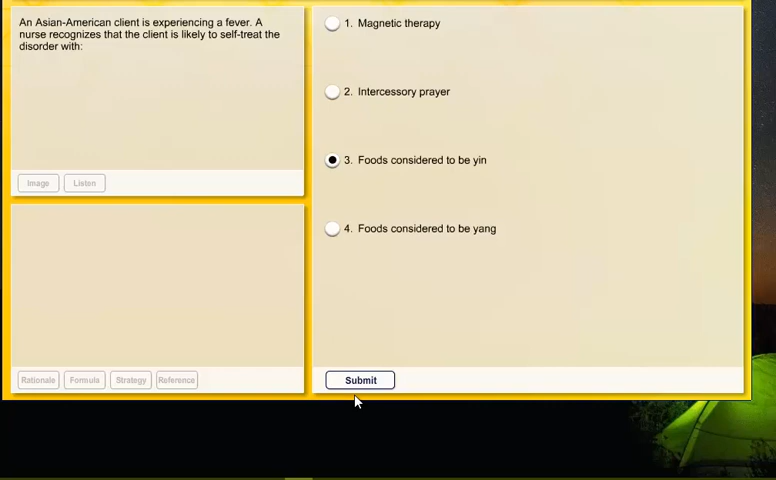 An Asian-American client is experiencing a fever. A
nurse recognizes that the client is likely to self-treat the
disorder with:
Image
Listen
Rationale
Formula
Strategy
Reference
1. Magnetic therapy
2. Intercessory prayer
3. Foods considered to be yin
4. Foods considered to be yang
Submit